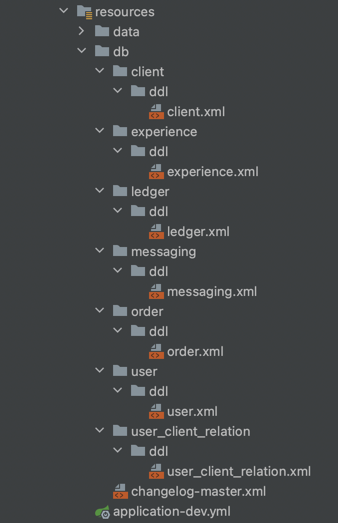 resources
data
db
client
ddl
client.xml
experience
ddl
experience.xml
ledger
ddl
ledger.xml
messaging
ddl
messaging.xml
order
ddl
order.xml
user
ddl
user.xml
user_client_relation
ddl
user_client_relation.xml
changelog-master.xml
application-dev.yml